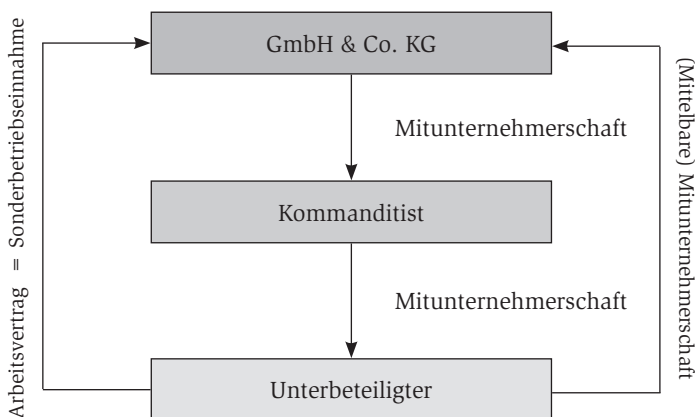 GmbH & Co. KG
Mitunternehmerschaft
Kommanditist
Mitunternehmerschaft
Unterbeteiligter
Arbeitsvertrag = Sonderbetriebseinnahme
(Mittelbare) Mitunternehmerschaft